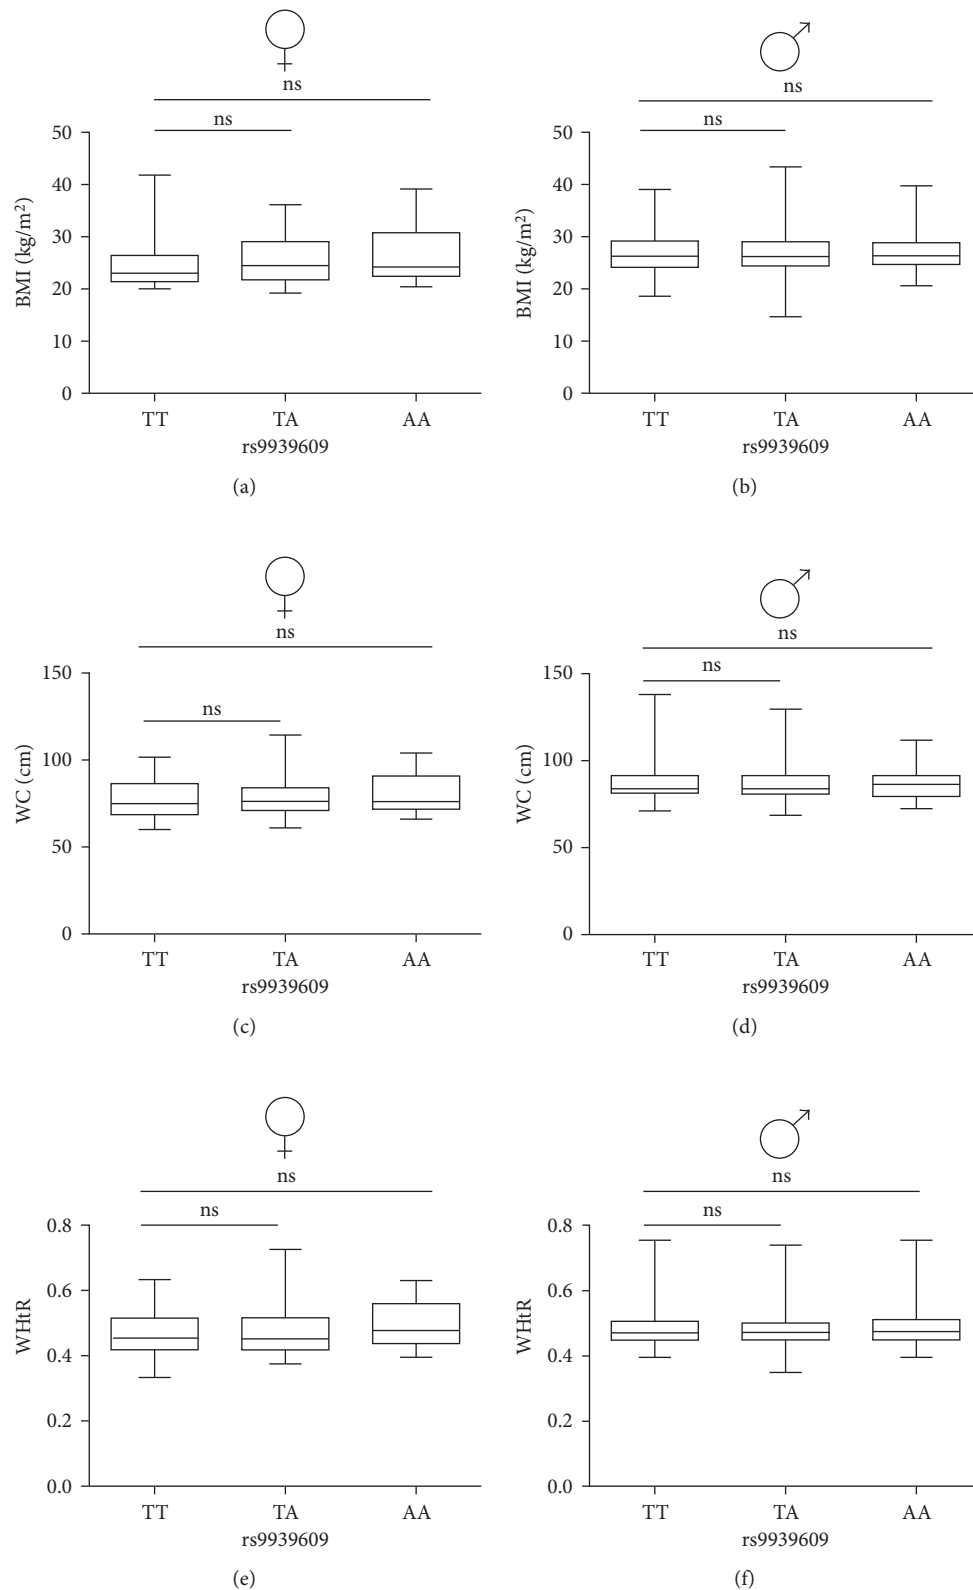 ns
ns
50
40
30
20
10
0
BMI (kg/m²)
TT TA AA
rs9939609
(a)
ns
ns
50
40
30
20
10
0
BMI (kg/m²)
TT TA AA
rs9939609
(b)
ns
ns
150
100
50
0
WC (cm)
TT TA AA
rs9939609
(c)
ns
ns
150
100
50
0
WC (cm)
TT TA AA
rs9939609
(d)
ns
ns
0.8
0.6
0.4
0.2
0.0
WHtR
TT TA AA
rs9939609
(e)
ns
ns
0.8
0.6
0.4
0.2
0.0
WHtR
TT TA AA
rs9939609
(f)